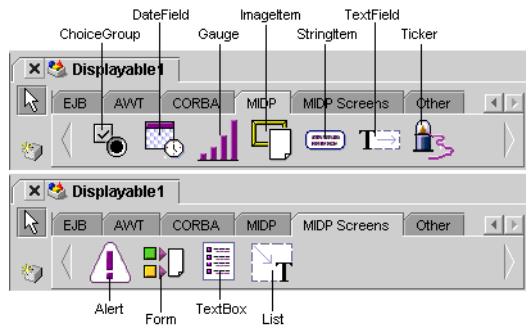 DateField ImageItem TextField
ChoiceGroup Gauge StringItem Ticker
Displayable1
EJB AWT CORBA MIDP MIDP Screens Other
T
Displayable1
EJB AWT CORBA MIDP MIDP Screens Other
T
Alert Form TextBox List